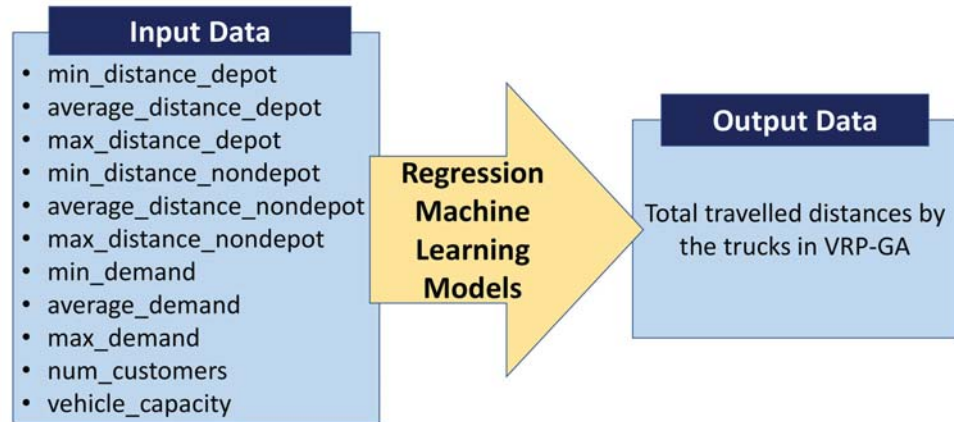 Input Data
• min_distance_depot
• average_distance_depot
• max_distance_depot
• min_distance_nondepot
• average_distance_nondepot
• max_distance_nondepot
• min_demand
• average_demand
• max_demand
• num_customers
• vehicle_capacity
Regression
Machine
Learning
Models
Output Data
Total travelled distances by
the trucks in VRP-GA